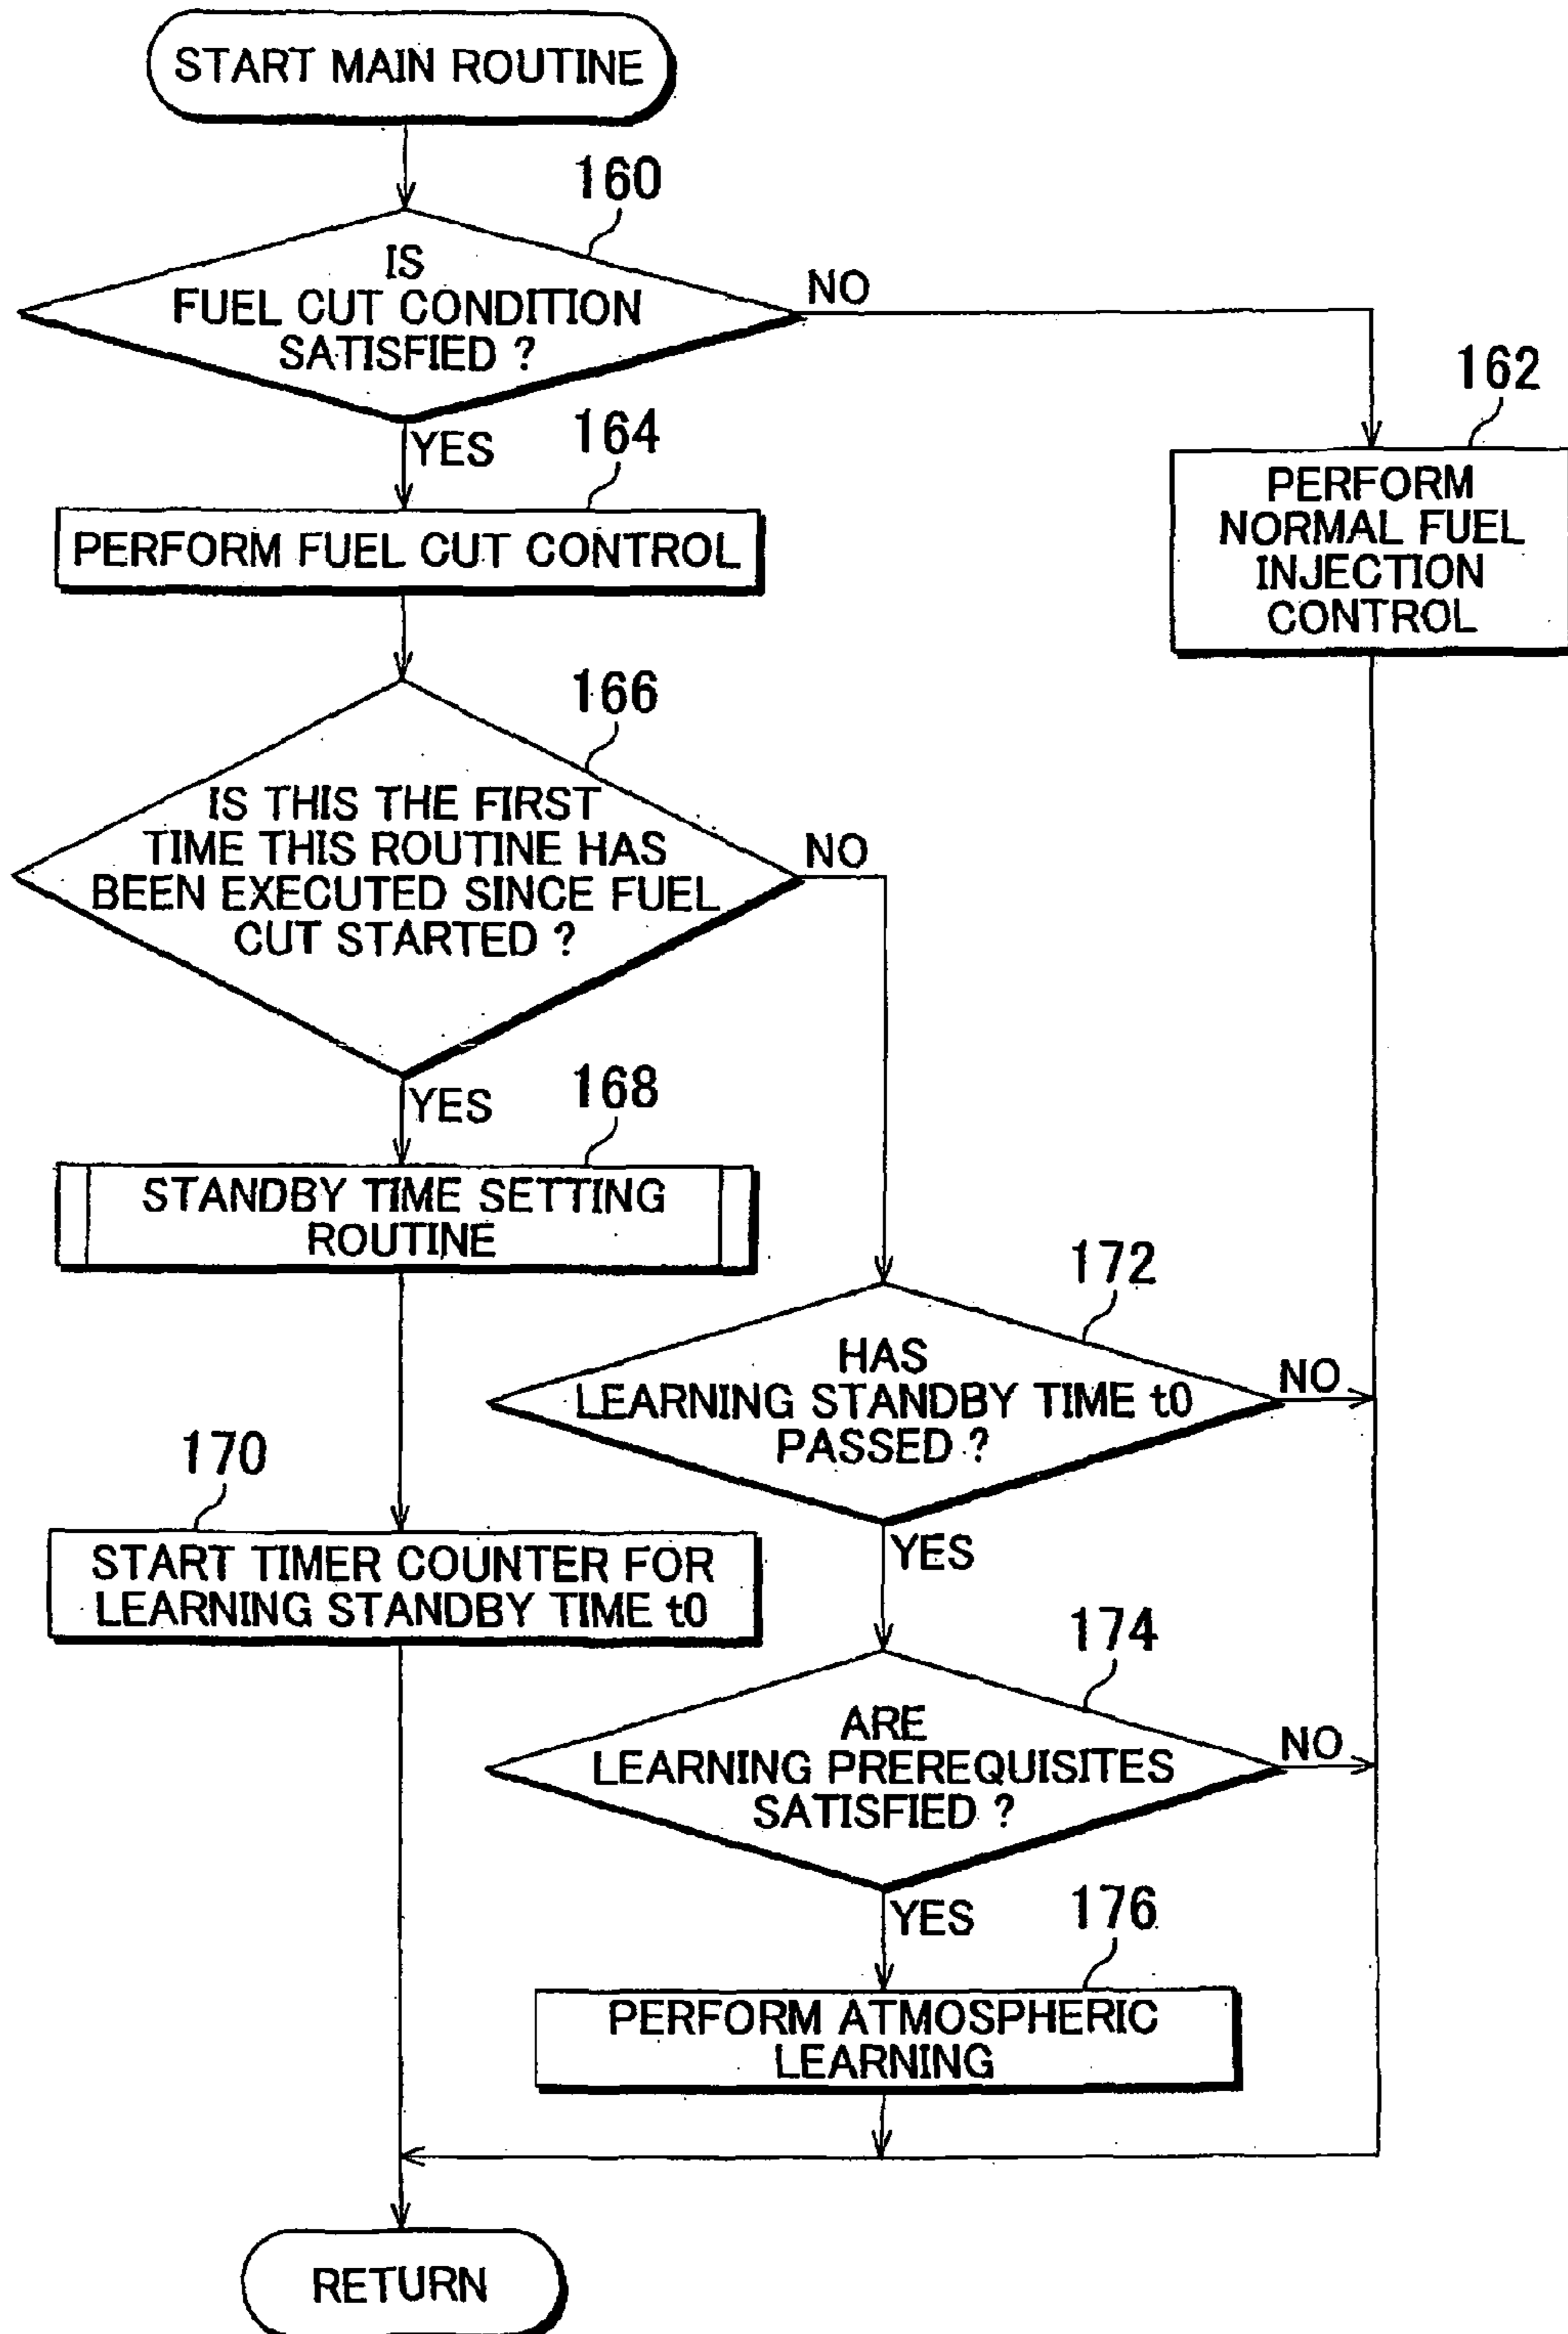 START MAIN ROUTINE
160
IS
FUEL CUT CONDITION
SATISFIED ?
NO
YES
162
PERFORM
NORMAL FUEL
INJECTION
CONTROL
164
PERFORM FUEL CUT CONTROL
166
IS THIS THE FIRST
TIME THIS ROUTINE HAS
BEEN EXECUTED SINCE FUEL
CUT STARTED ?
NO
YES
168
STANDBY TIME SETTING
ROUTINE
170
START TIMER COUNTER FOR
LEARNING STANDBY TIME t0
172
HAS
LEARNING STANDBY TIME t0
PASSED ?
NO
YES
174
ARE
LEARNING PREREQUISITES
SATISFIED ?
NO
YES
176
PERFORM ATMOSPHERIC
LEARNING
RETURN